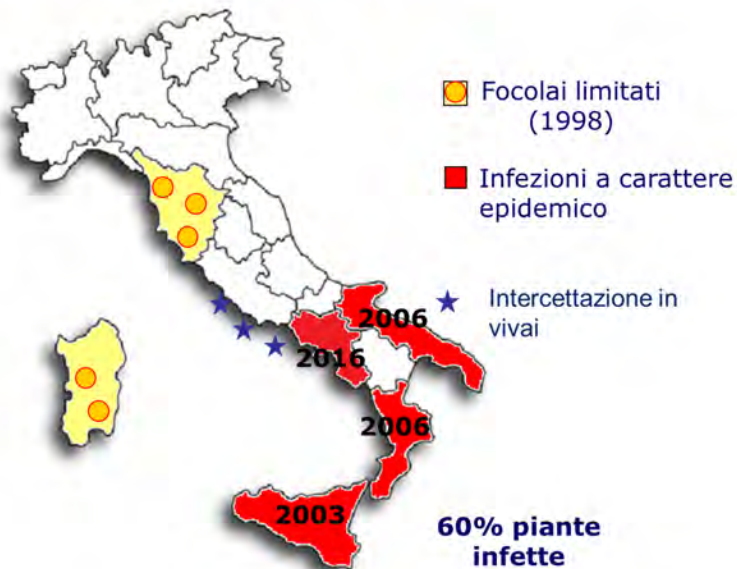 Focolai limitati
(1998)
Infezioni a carattere
epidemico
Intercettazione in
vivai
2006
2016
2006
2003
60% piante
infette